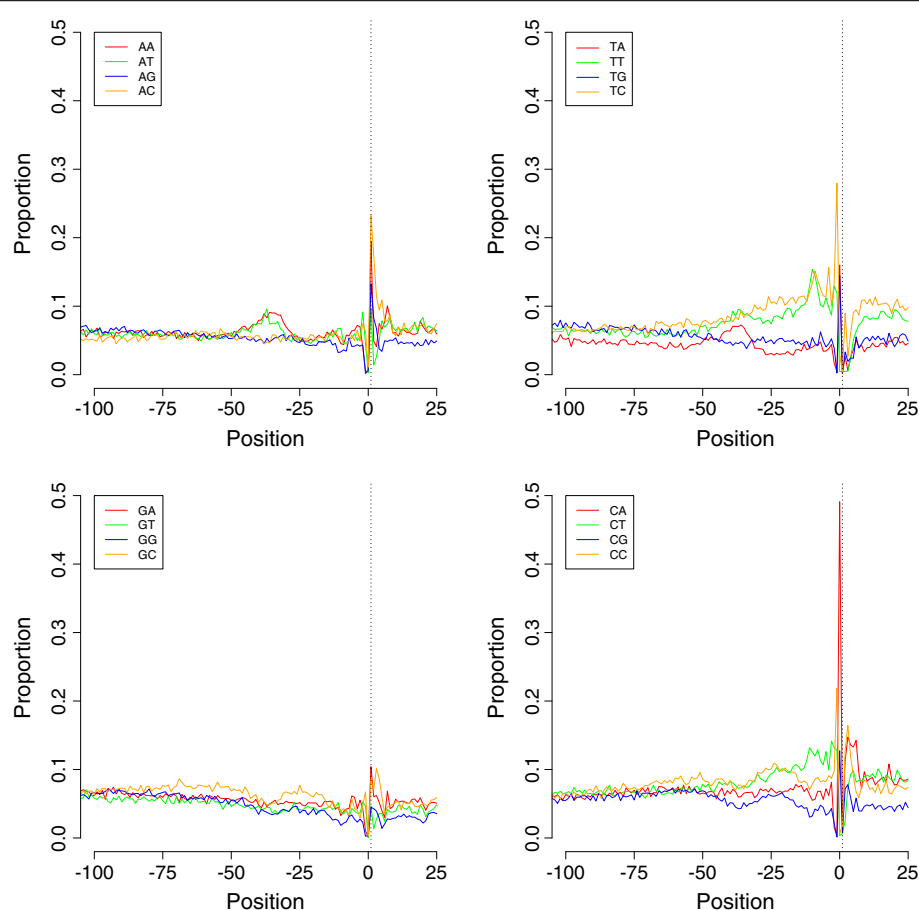 AA
AT
AG
AC
0.0 0.1 0.2 0.3 0.4 0.5
Proportion
-100 -75 -50 -25 0 25
Position
TA
TT
TG
TC
0.0 0.1 0.2 0.3 0.4 0.5
Proportion
-100 -75 -50 -25 0 25
Position
GA
GT
GG
GC
0.0 0.1 0.2 0.3 0.4 0.5
Proportion
-100 -75 -50 -25 0 25
Position
CA
CT
CG
CC
0.0 0.1 0.2 0.3 0.4 0.5
Proportion
-100 -75 -50 -25 0 25
Position